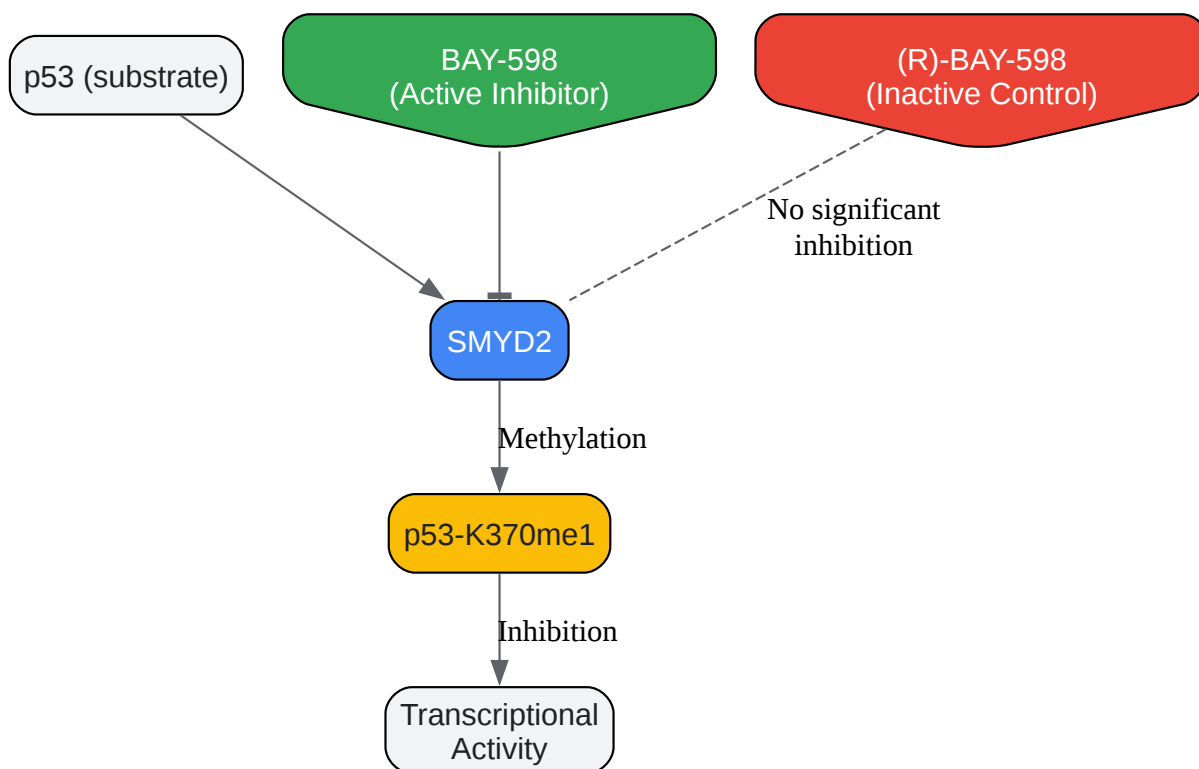 p53 (substrate)
BAY-598
(Active Inhibitor)
(R)-BAY-598
(Inactive Control)
No significant
inhibition
SMYD2
Methylation
p53-K370me1
Inhibition
Transcriptional
Activity